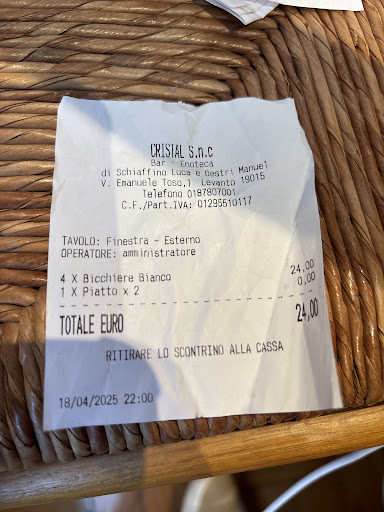 CRISTAL S.n.c
Bar - Enoteca
di Schiaffino Luca e Destri Manuel
V. Emanuele Toso,1 Levanto 19015
Telefono 0187807001
C.F./Part.IVA: 01295510117
TAVOLO: Finestra - Esterno
OPERATORE: amministratore
4 X Bicchiere Bianco 24,00
1 X Piatto x 2 0,00
TOTALE EURO 24,00
RITIRARE LO SCONTRINO ALLA CASSA
18/04/2025 22:00